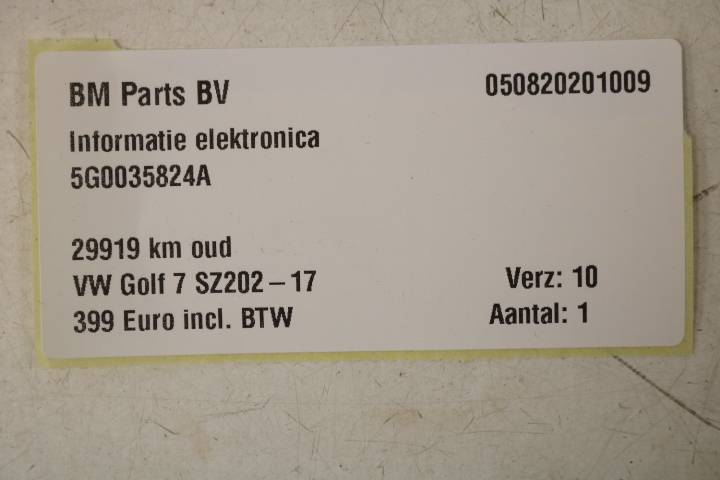 BM Parts BV
050820201009
Informatie elektronica
5G0035824A
29919 km oud
VW Golf 7 SZ202-17
Verz: 10
399 Euro incl. BTW
Aantal: 1